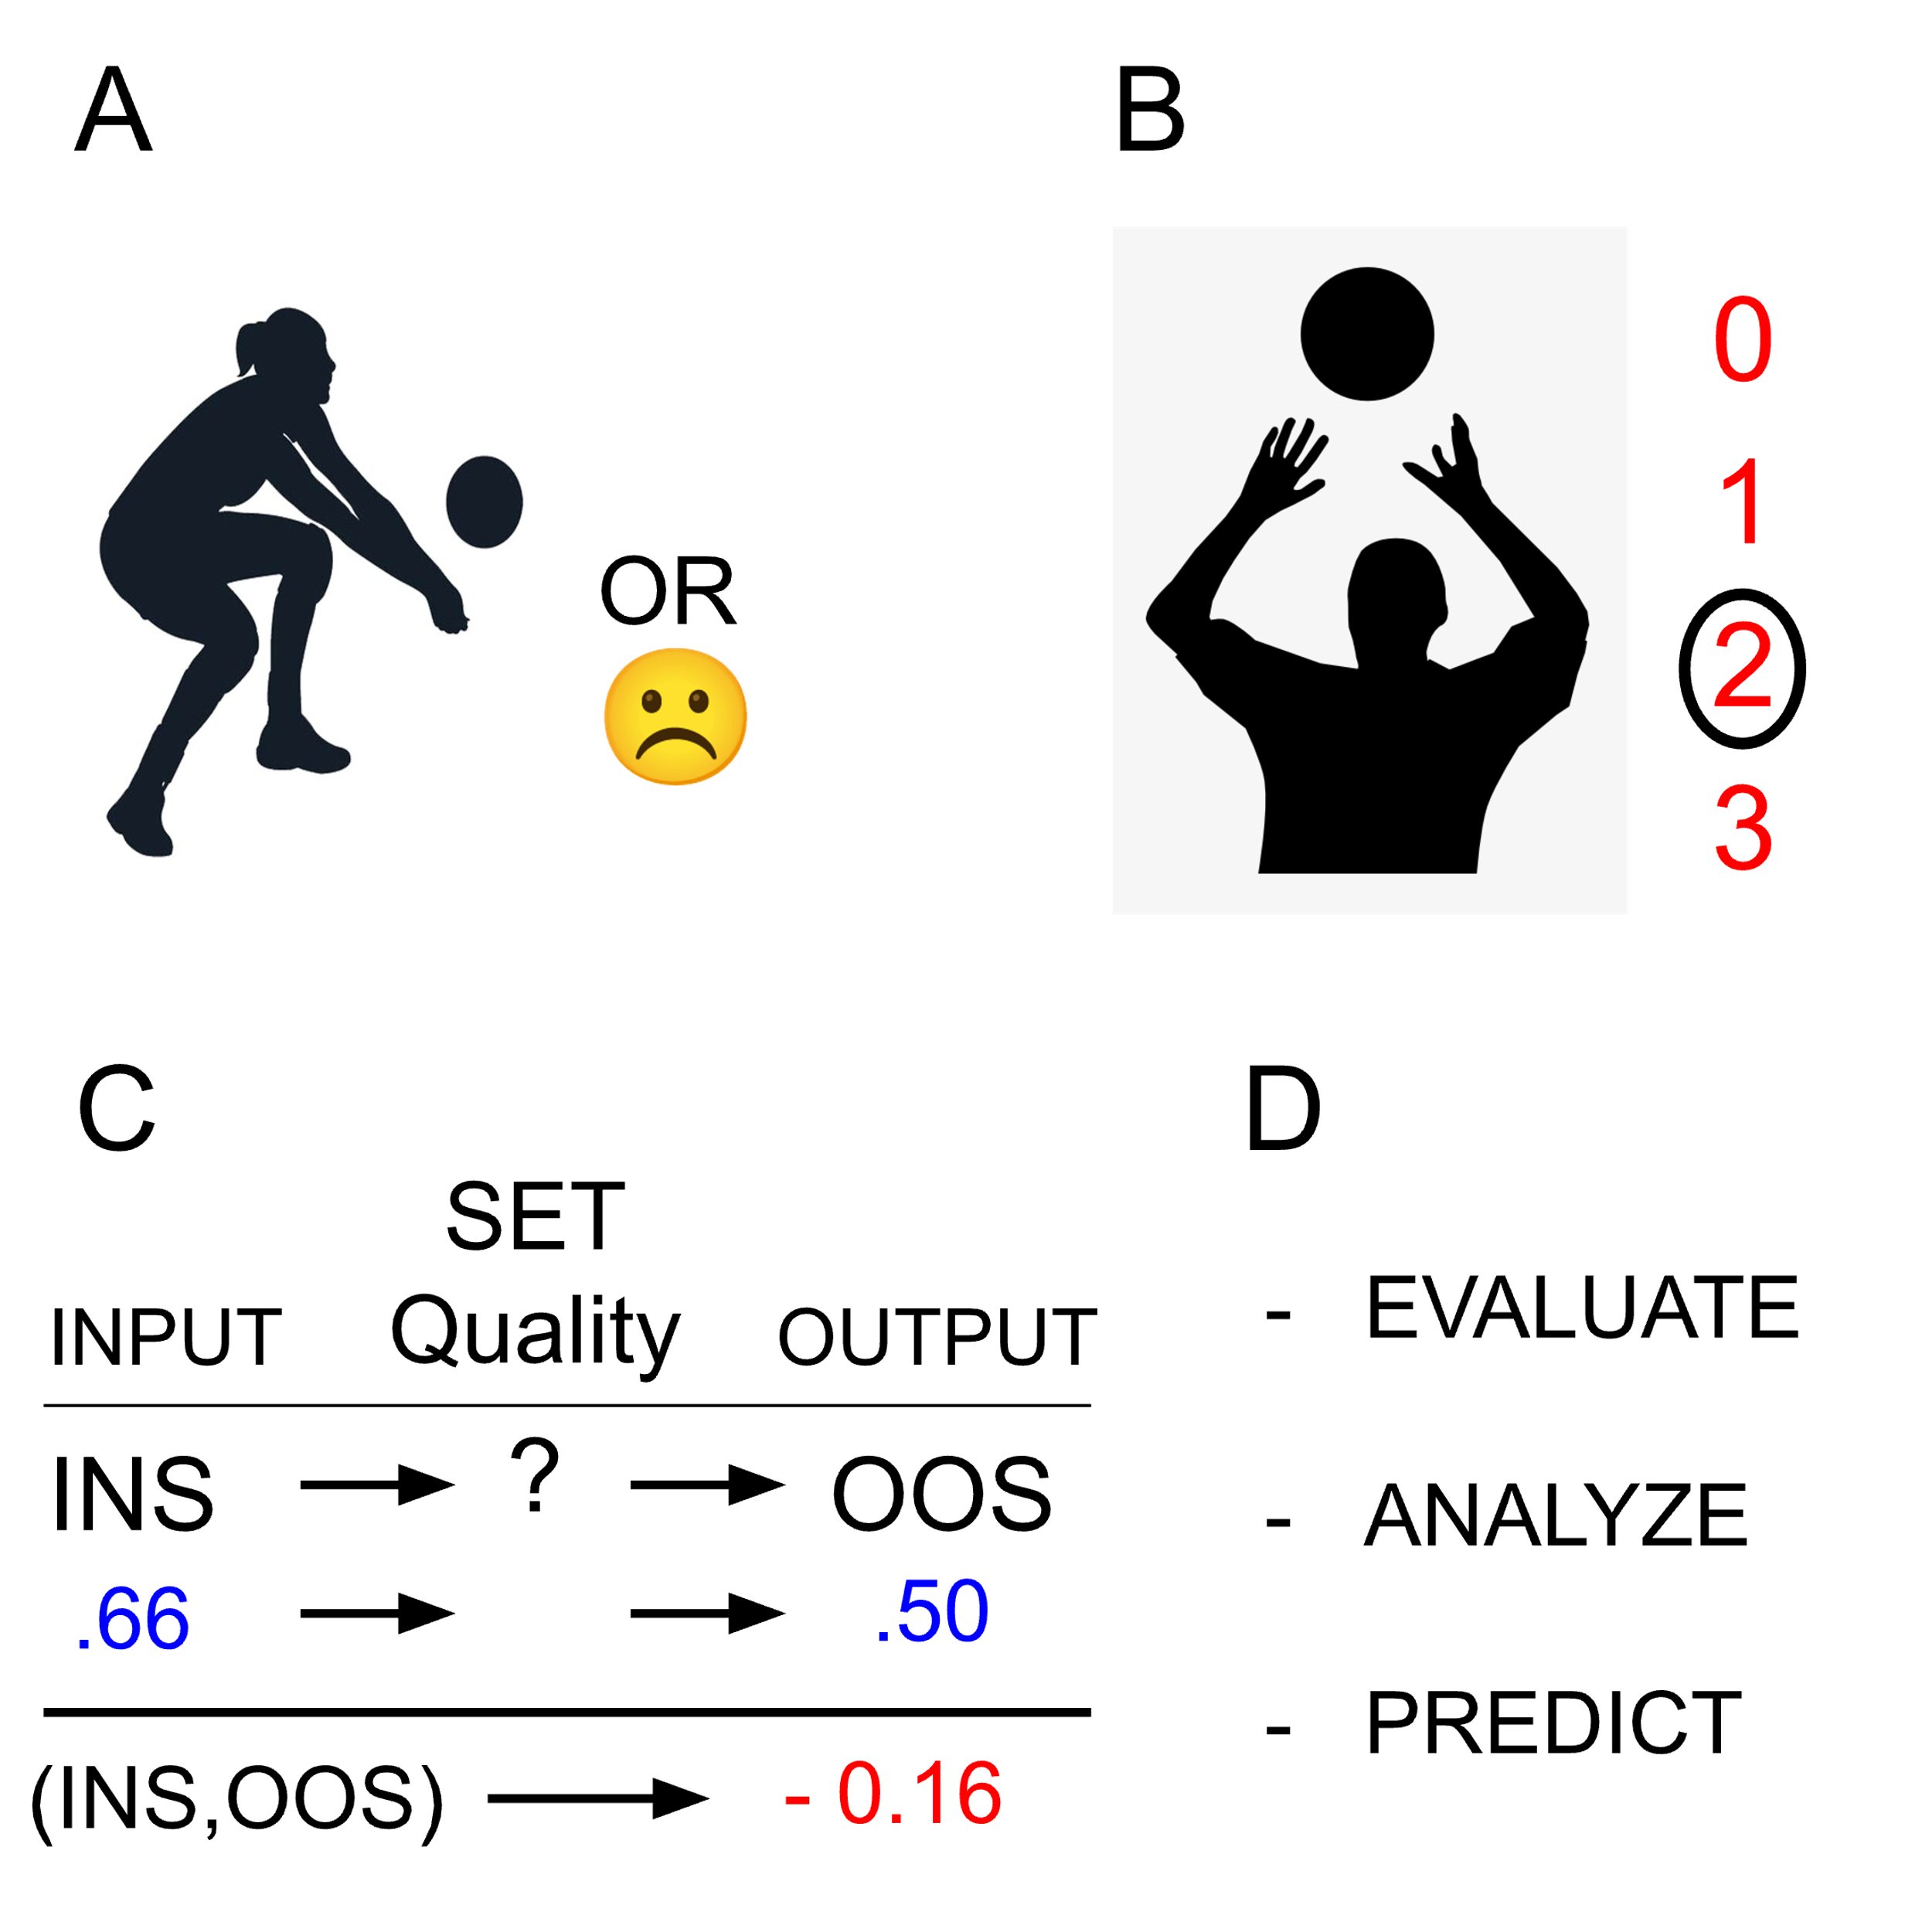 A
OR
B
0
1
2
3
C
SET
INPUT Quality OUTPUT
INS ? OOS
.66 .50
(INS,OOS) - 0.16
D
- EVALUATE
- ANALYZE
- PREDICT